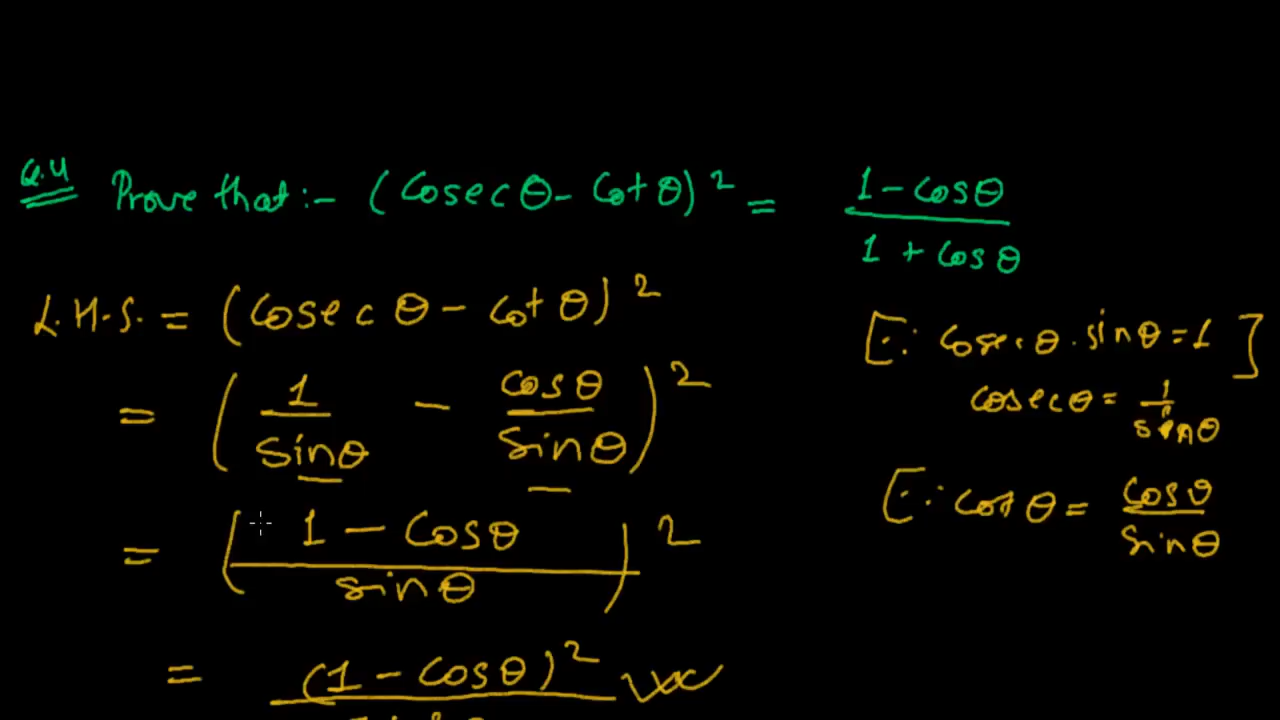 Q.4 Prove that :- (Cosec θ - Cot θ)² = 1 - Cos θ / 1 + Cos θ
L.H.S. = (Cosec θ - Cot θ)²
= (1 / sin θ - Cos θ / sin θ)²
[∵ Cosec θ . sin θ = 1]
Cosec θ = 1 / sin θ
= (1 - Cos θ / sin θ)²
[∵ Cot θ = Cos θ / sin θ
= (1 - Cos θ)²